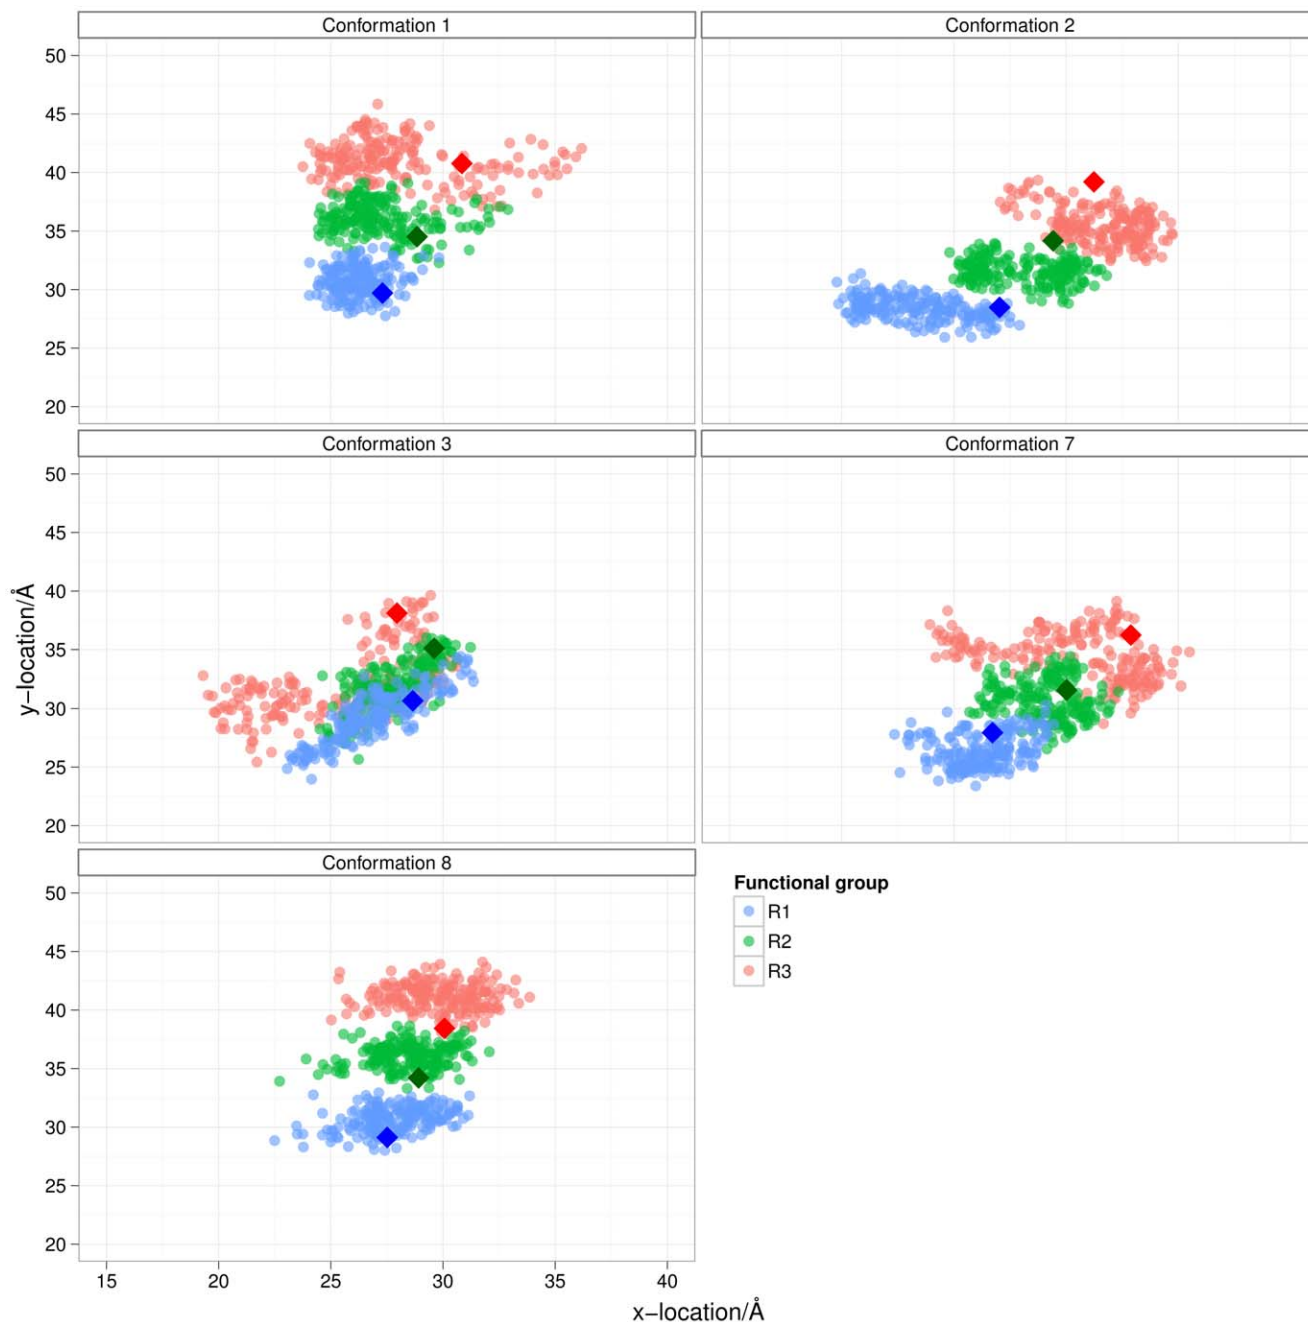 Conformation 1
Conformation 2
50
45
40
35
30
25
20
Conformation 3
Conformation 7
50
45
40
35
30
25
20
y−location/Å
Conformation 8
50
45
40
35
30
25
20
Functional group
R1
R2
R3
15 20 25 30 35 40
x−location/Å